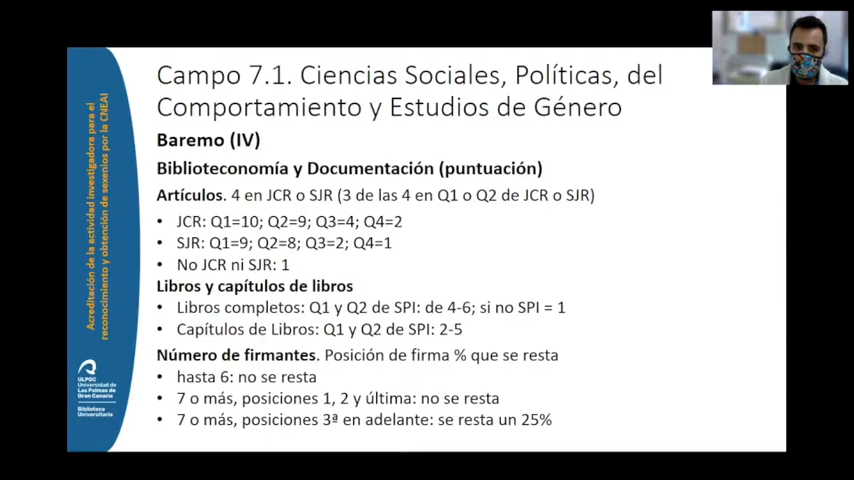 Campo 7.1. Ciencias Sociales, Políticas, del
Comportamiento y Estudios de Género
Baremo (IV)
Biblioteconomía y Documentación (puntuación)
Artículos. 4 en JCR o SJR (3 de las 4 en Q1 o Q2 de JCR o SJR)
• JCR: Q1=10; Q2=9; Q3=4; Q4=2
• SJR: Q1=9; Q2=8; Q3=2; Q4=1
• No JCR ni SJR: 1
Libros y capítulos de libros
• Libros completos: Q1 y Q2 de SPI: de 4-6; si no SPI = 1
• Capítulos de Libros: Q1 y Q2 de SPI: 2-5
Número de firmantes. Posición de firma % que se resta
• hasta 6: no se resta
• 7 o más, posiciones 1, 2 y última: no se resta
• 7 o más, posiciones 3ª en adelante: se resta un 25%
Acreditación de la actividad investigadora para el
reconocimiento y obtención de sexenios por la CNEAI
ULPGC
Universidad de
Las Palmas de
Gran Canaria
Biblioteca
Universitaria